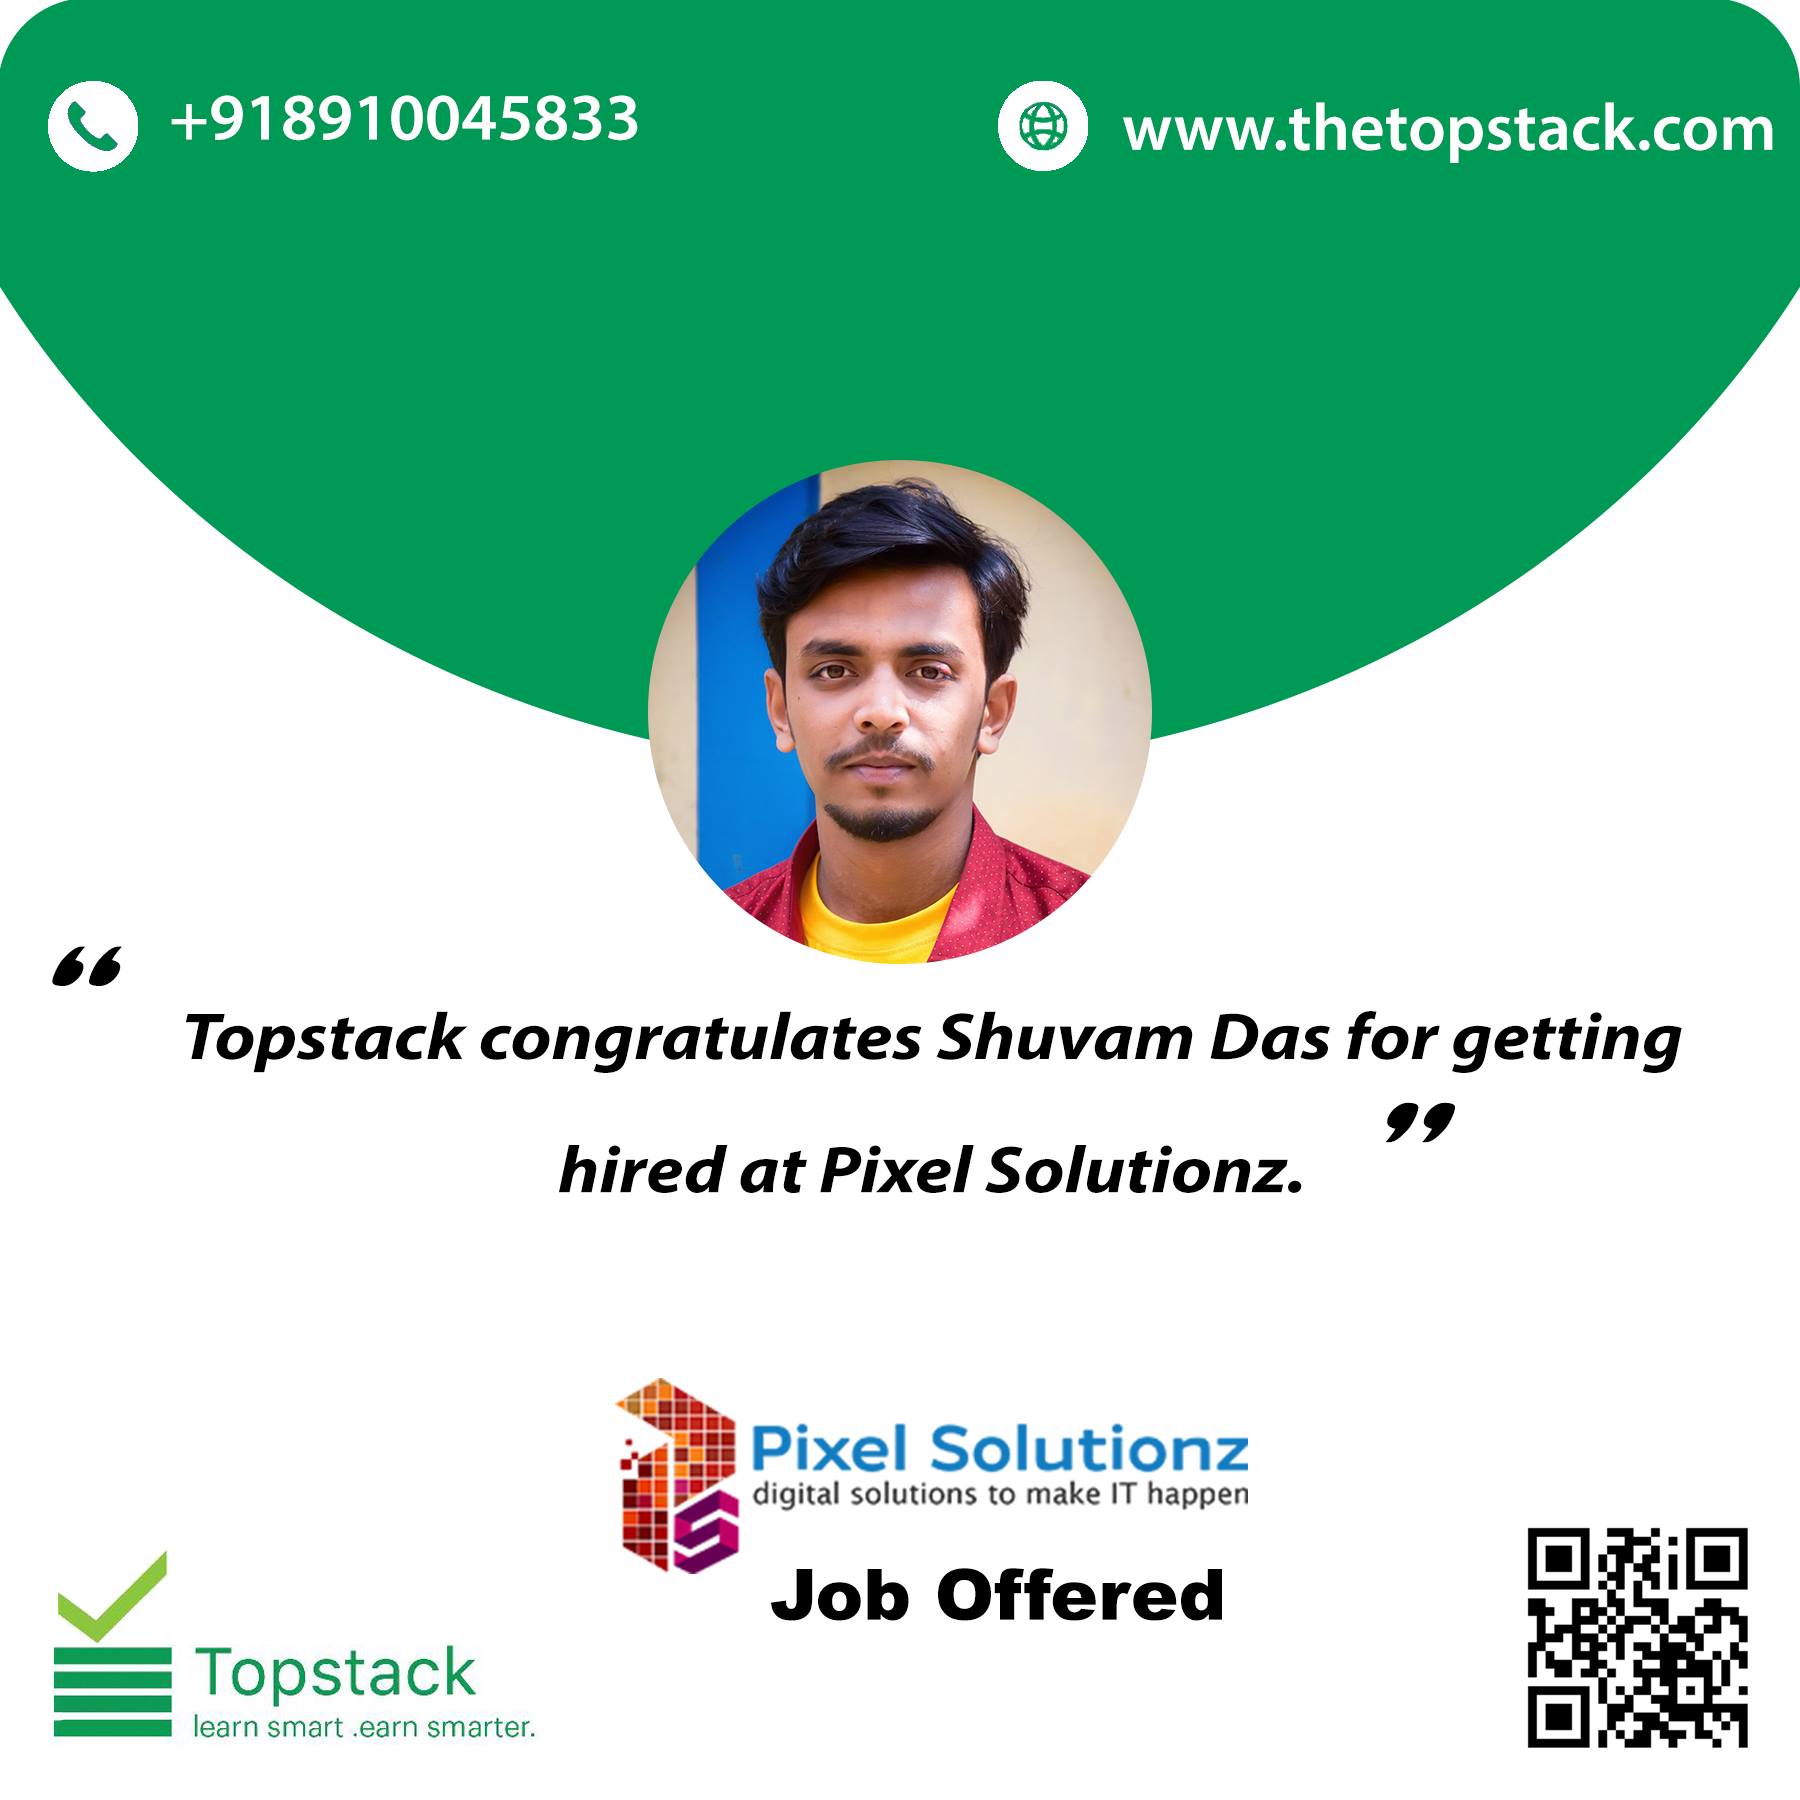 +918910045833
www.thetopstack.com
“
Topstack congratulates Shuvam Das for getting
hired at Pixel Solutionz.
”
Pixel Solutionz
digital solutions to make IT happen
Job Offered
Topstack
learn smart .earn smarter.